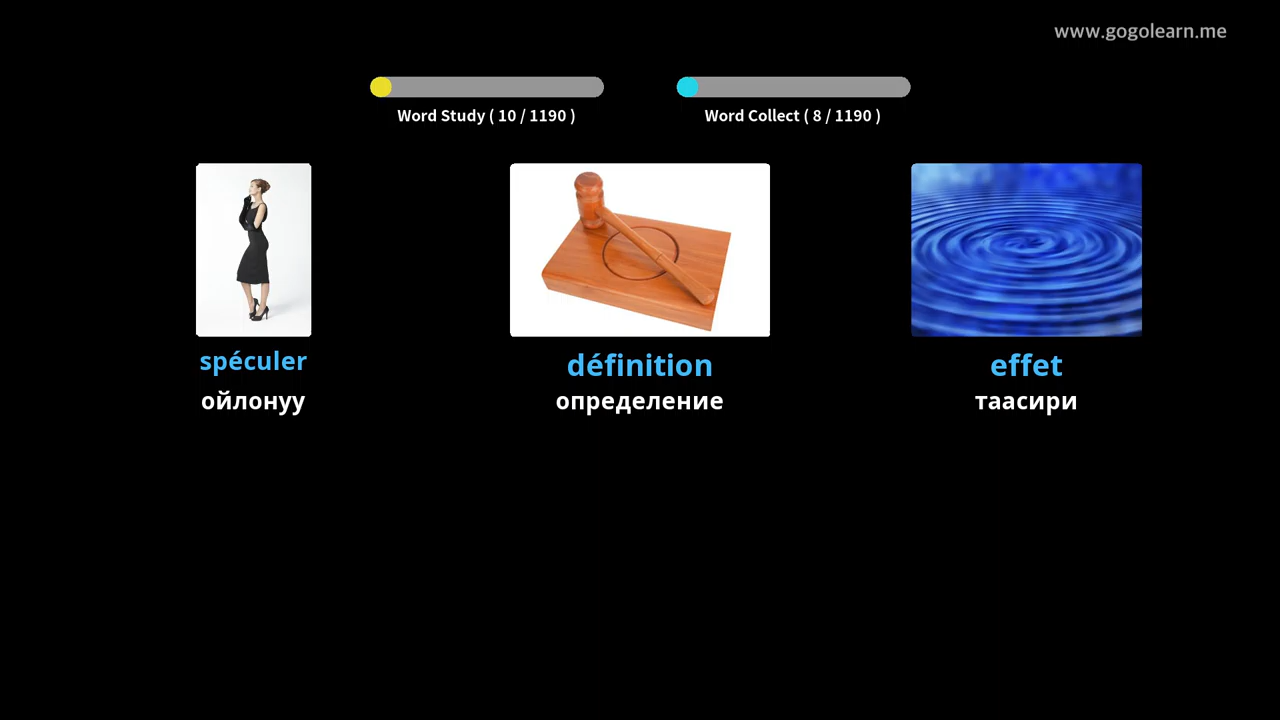 www.gogolearn.me
Word Study ( 10 / 1190 )
Word Collect ( 8 / 1190 )
spéculer
ойлонуу
définition
определение
effet
таасири